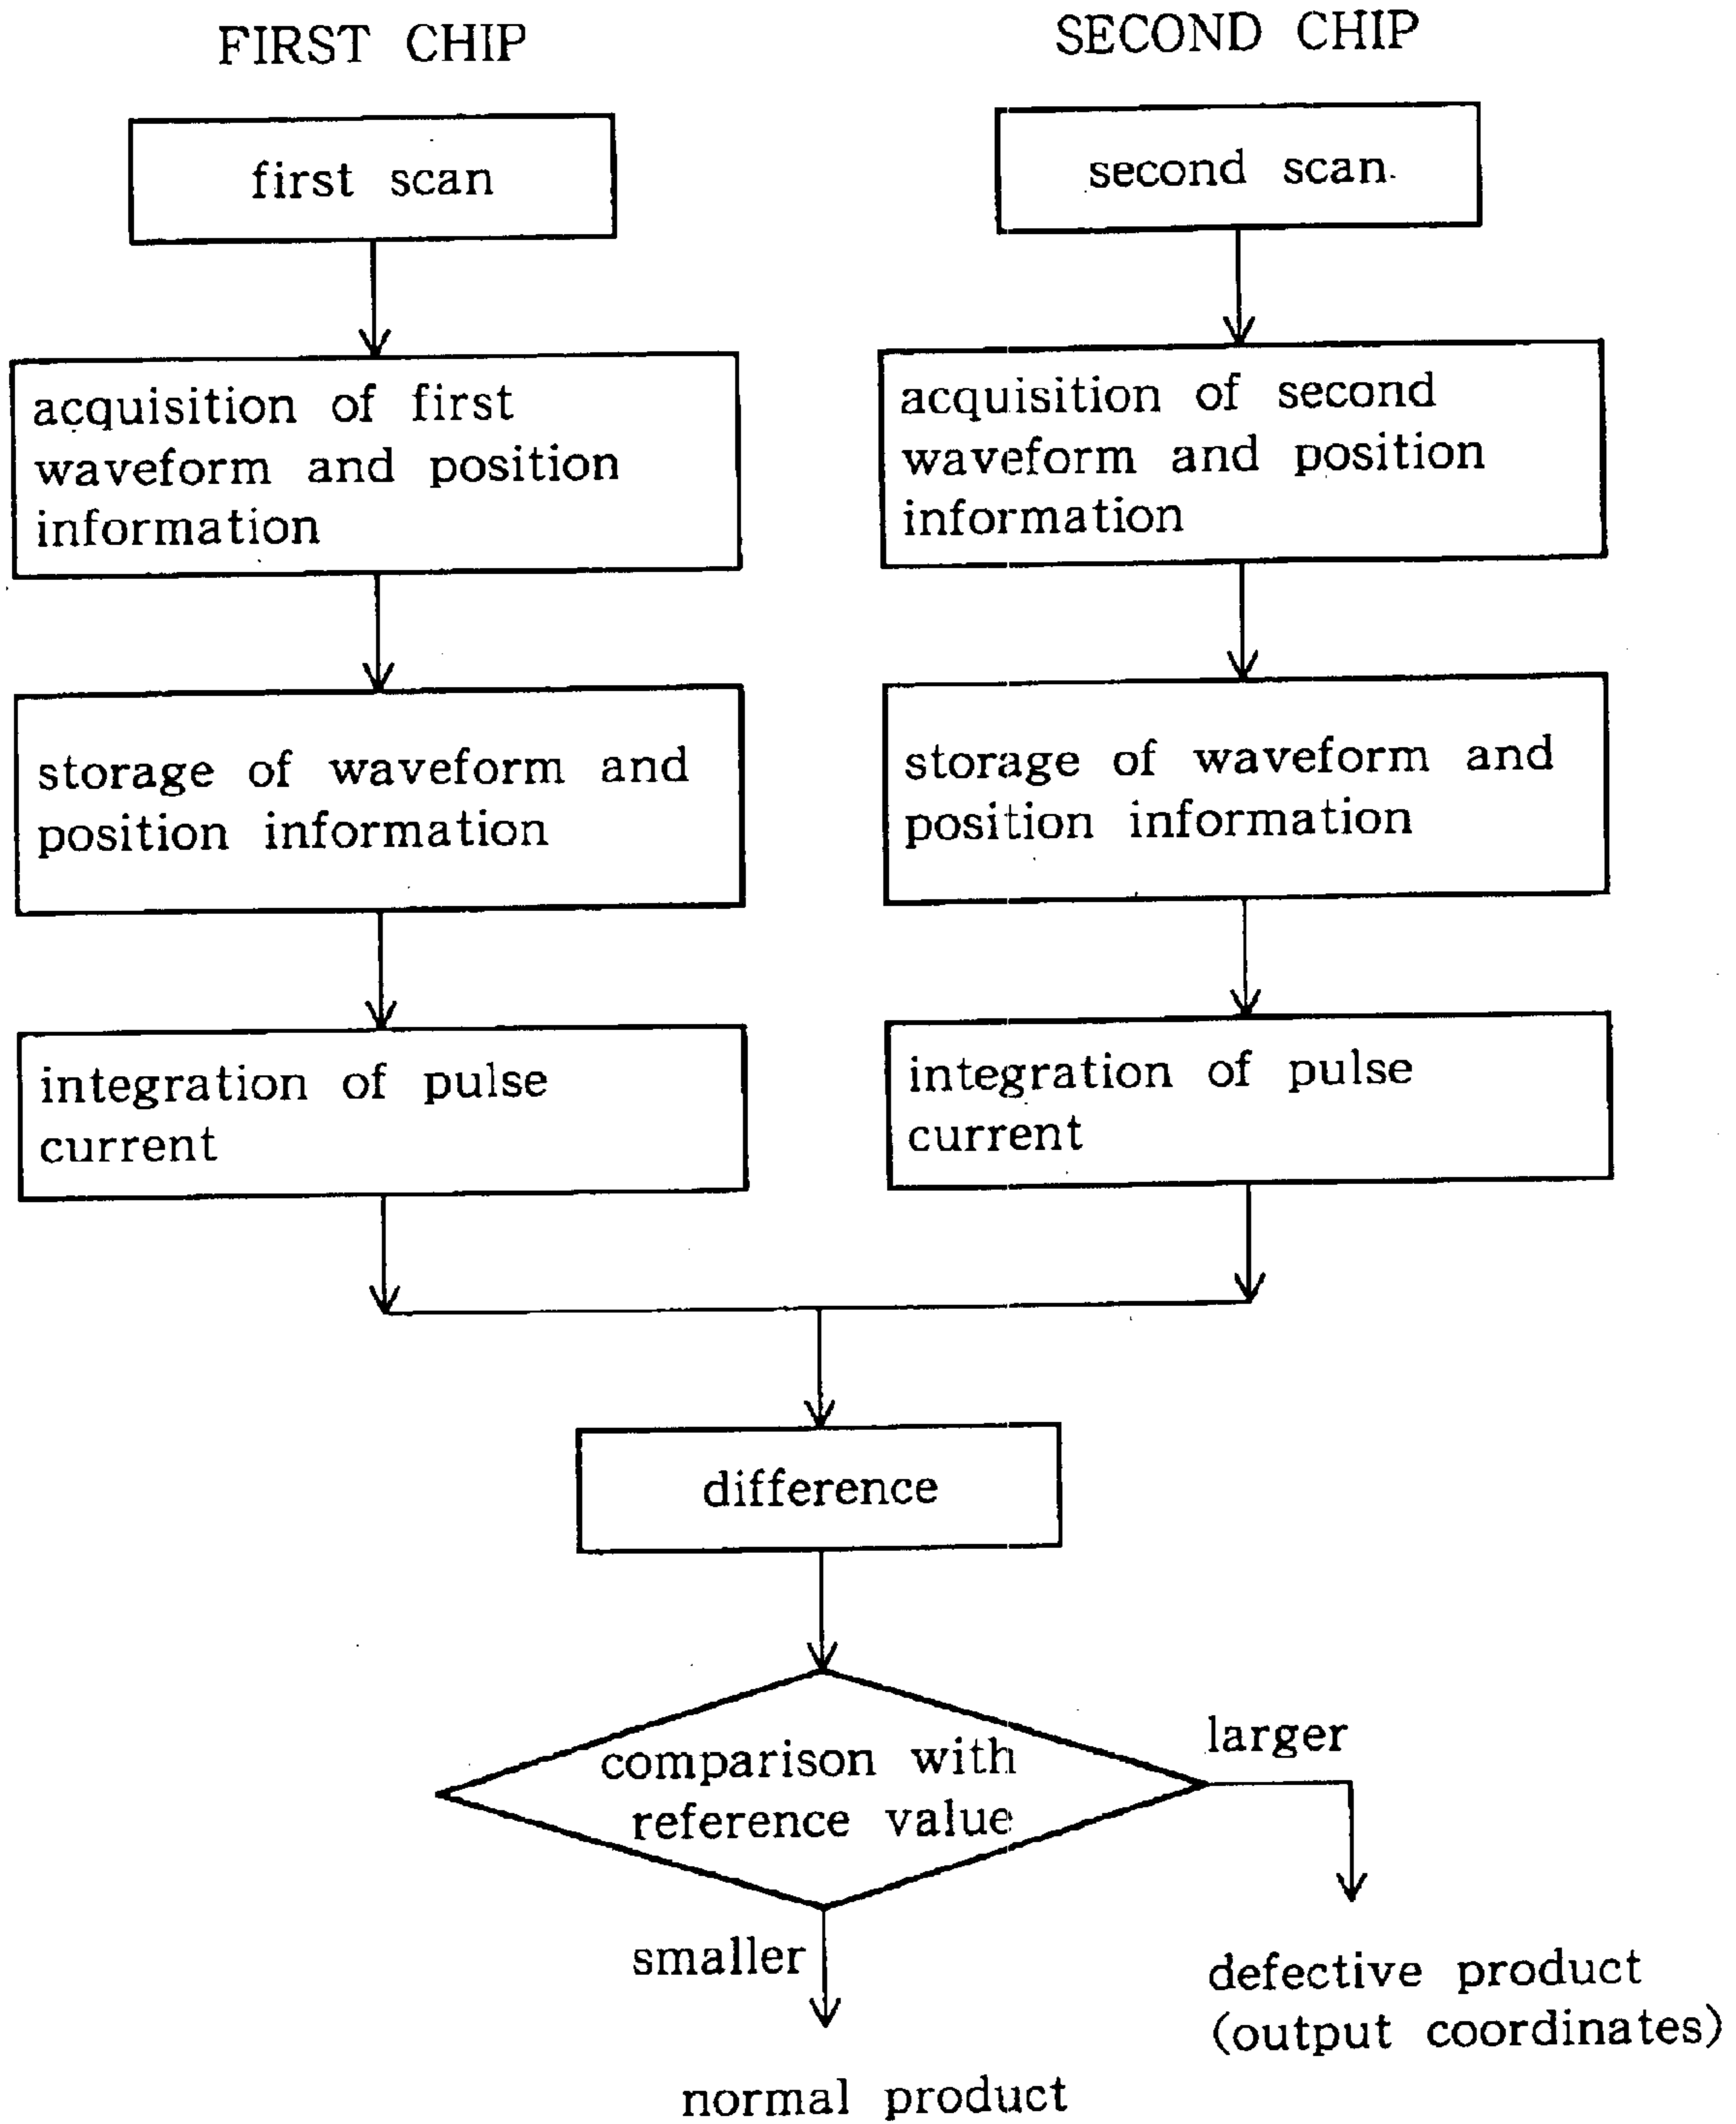 FIRST CHIP
first scan
acquisition of first
waveform and position
information
storage of waveform and
position information
integration of pulse
current
SECOND CHIP
second scan
acquisition of second
waveform and position
information
storage of waveform and
position information
integration of pulse
current
difference
comparison with
reference value
larger
smaller
defective product
(output coordinates)
normal product